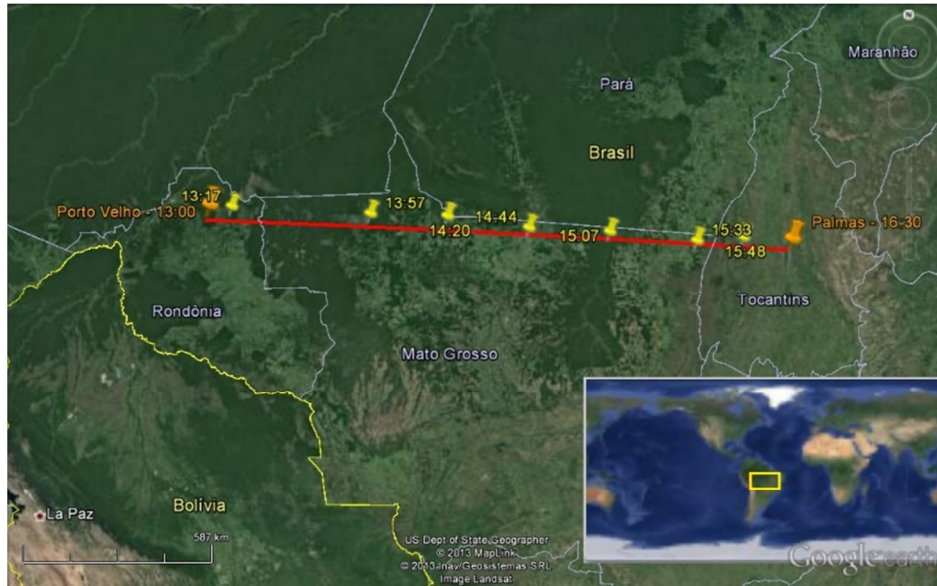 N
Maranhão
Pará
Brasil
13:17
13:57
Porto Velho - 13:00
14:44
14:20
15:07
15:33
15:48
Palmas - 16-30
Tocantins
Rondônia
Mato Grosso
Bolívia
La Paz
587 km
US Dept of State Geographer
© 2013 MapLink
© 2013 Inav/Geosistemas SRL
Image Landsat
Google earth